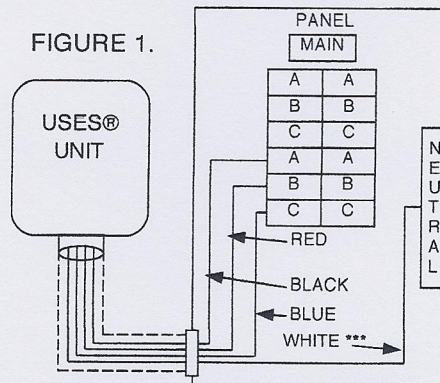 FIGURE 1.
PANEL
MAIN
USES®
UNIT
A A
B B
C C
A A
B B
C C
NEUTRAL
RED
BLACK
BLUE
WHITE ***